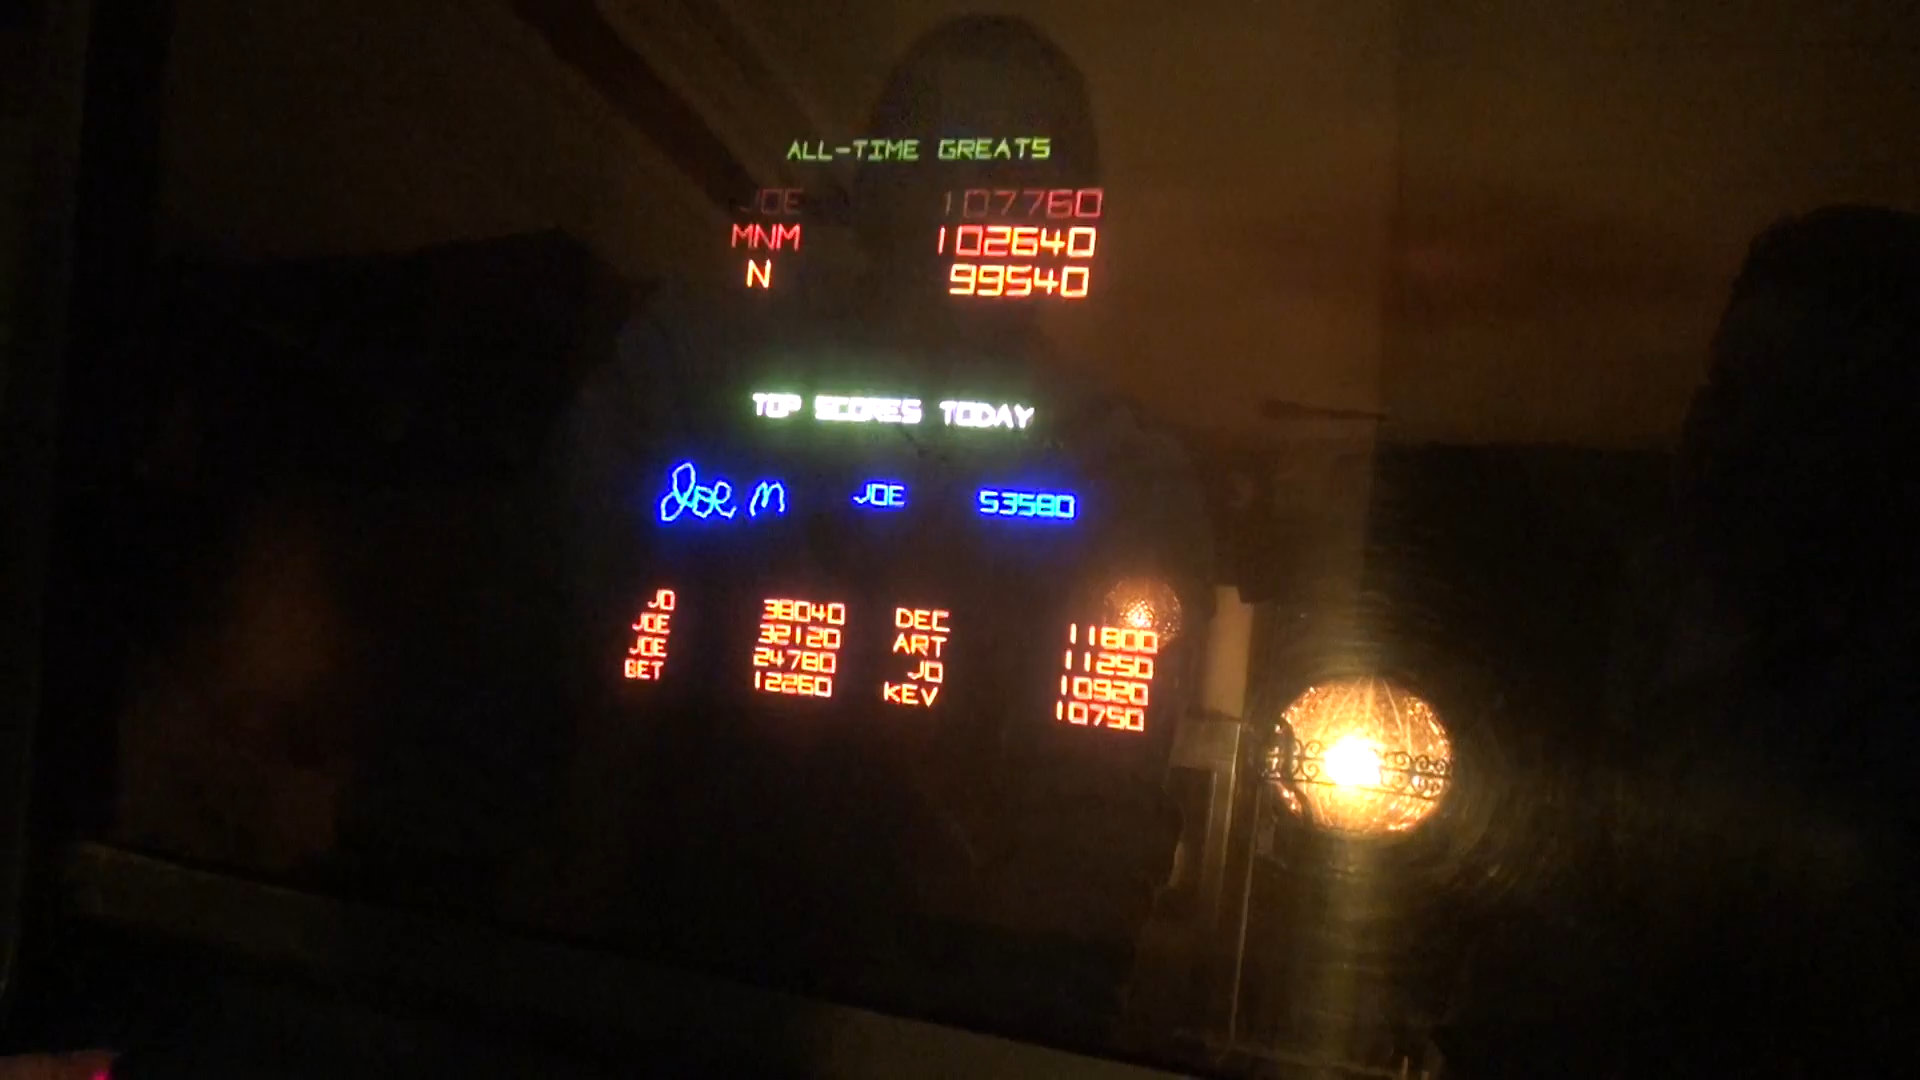 ALL-TIME GREATS
JOE 107760
MNM 102640
N 99540
TOP SCORES TODAY
Joe M JOE 53580
JO 38040 DEC 11800
JOE 32120 ART 11250
JOE 24780 JO 10920
BET 12260 KEV 10750